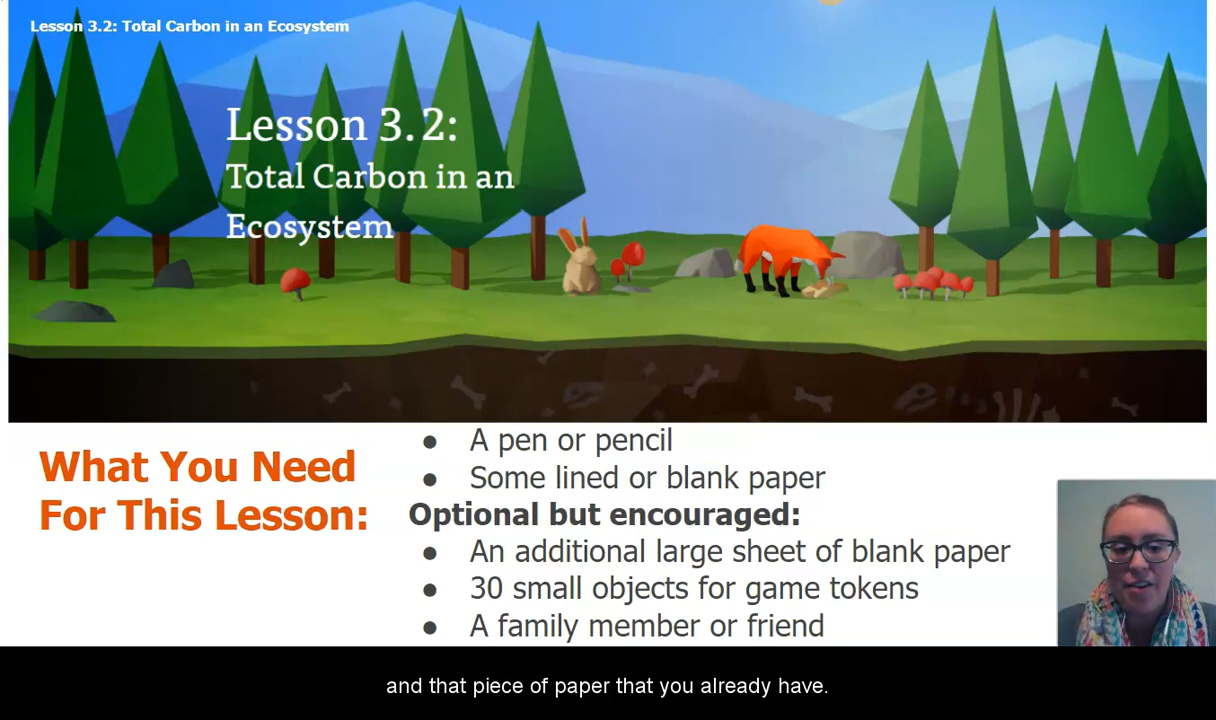 Lesson 3.2: Total Carbon in an Ecosystem
Lesson 3.2:
Total Carbon in an
Ecosystem
What You Need
For This Lesson:
● A pen or pencil
● Some lined or blank paper
Optional but encouraged:
● An additional large sheet of blank paper
● 30 small objects for game tokens
● A family member or friend
and that piece of paper that you already have.